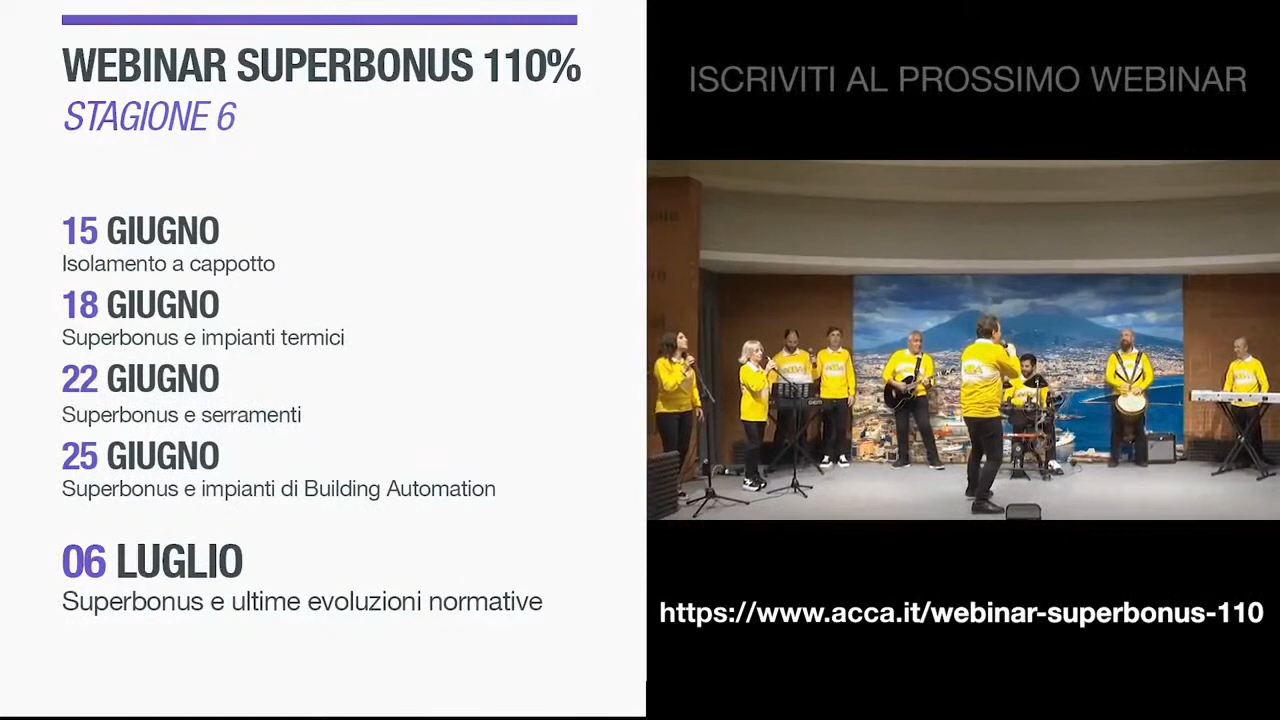 WEBINAR SUPERBONUS 110%
STAGIONE 6
15 GIUGNO
Isolamento a cappotto
18 GIUGNO
Superbonus e impianti termici
22 GIUGNO
Superbonus e serramenti
25 GIUGNO
Superbonus e impianti di Building Automation
06 LUGLIO
Superbonus e ultime evoluzioni normative
ISCRIVITI AL PROSSIMO WEBINAR
https://www.acca.it/webinar-superbonus-110